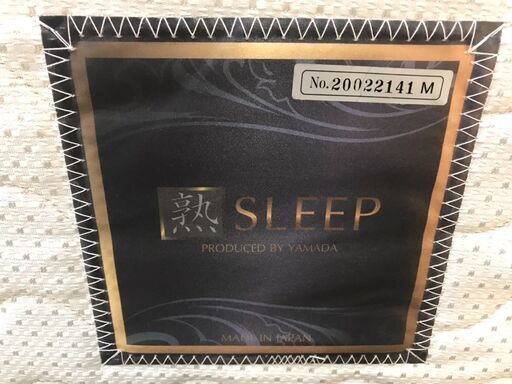 No.20022141 M
熟 SLEEP
PRODUCED BY YAMADA
MADE IN JAPAN